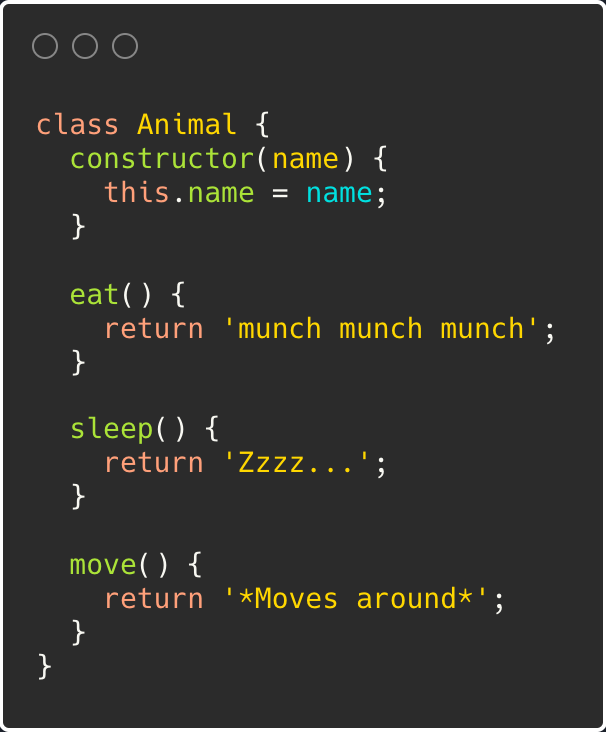 class Animal {
  constructor(name) {
    this.name = name;
  }

  eat() {
    return 'munch munch munch';
  }

  sleep() {
    return 'Zzzz...';
  }

  move() {
    return '*Moves around*';
  }
}